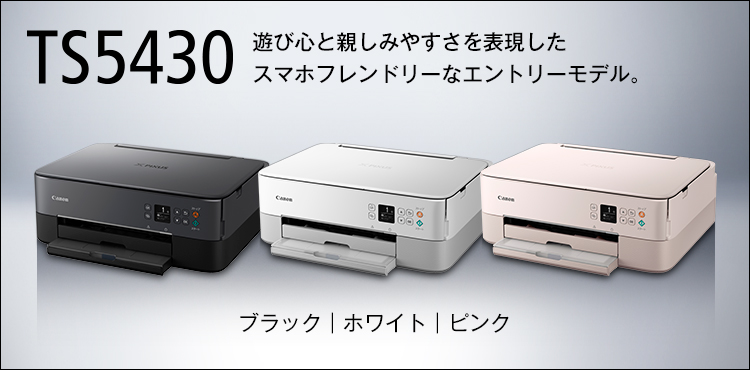 TS5430
遊び心と親しみやすさを表現した
スマホフレンドリーなエントリーモデル。
Canon
Canon
ブラック｜ホワイト｜ピンク